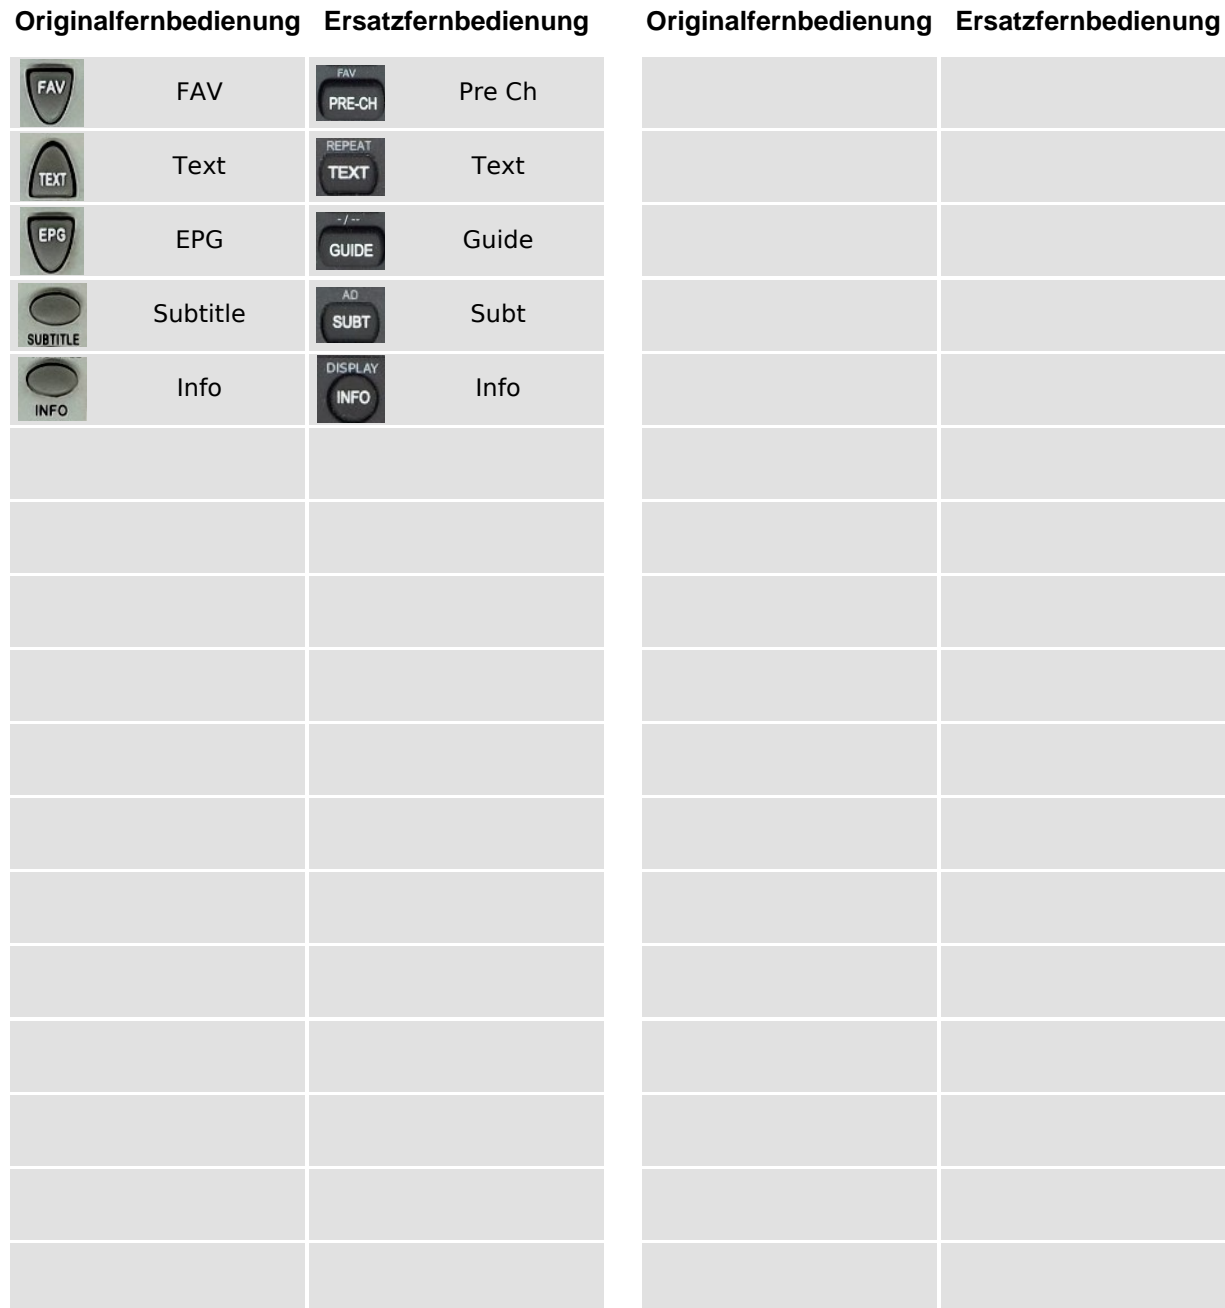 Originalfernbedienung Ersatzfernbedienung Originalfernbedienung Ersatzfernbedienung
FAV FAV FAV PRE-CH Pre Ch
TEXT Text REPEAT TEXT Text
EPG EPG -/-- GUIDE Guide
SUBTITLE Subtitle AD SUBT Subt
INFO Info DISPLAY INFO Info